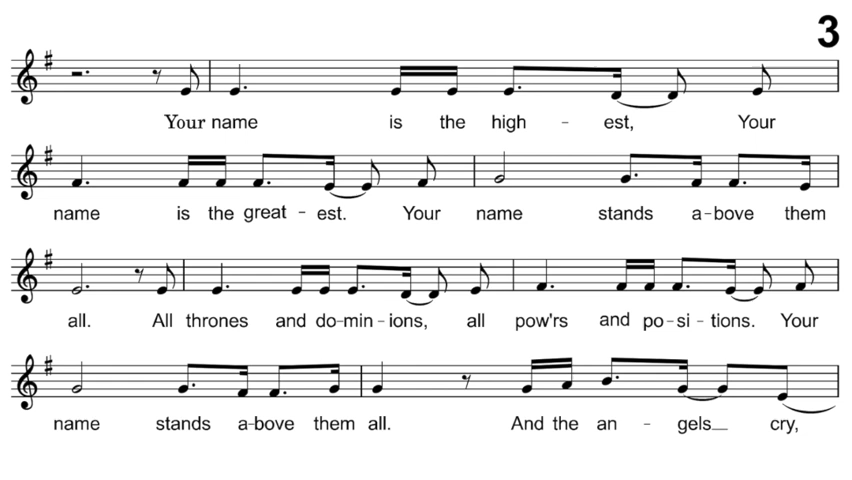 3
Your name is the high - est, Your
name is the great - est. Your name stands a-bove them
all. All thrones and do-min-ions, all pow'rs and po-si-tions. Your
name stands a-bove them all. And the an - gels__ cry,